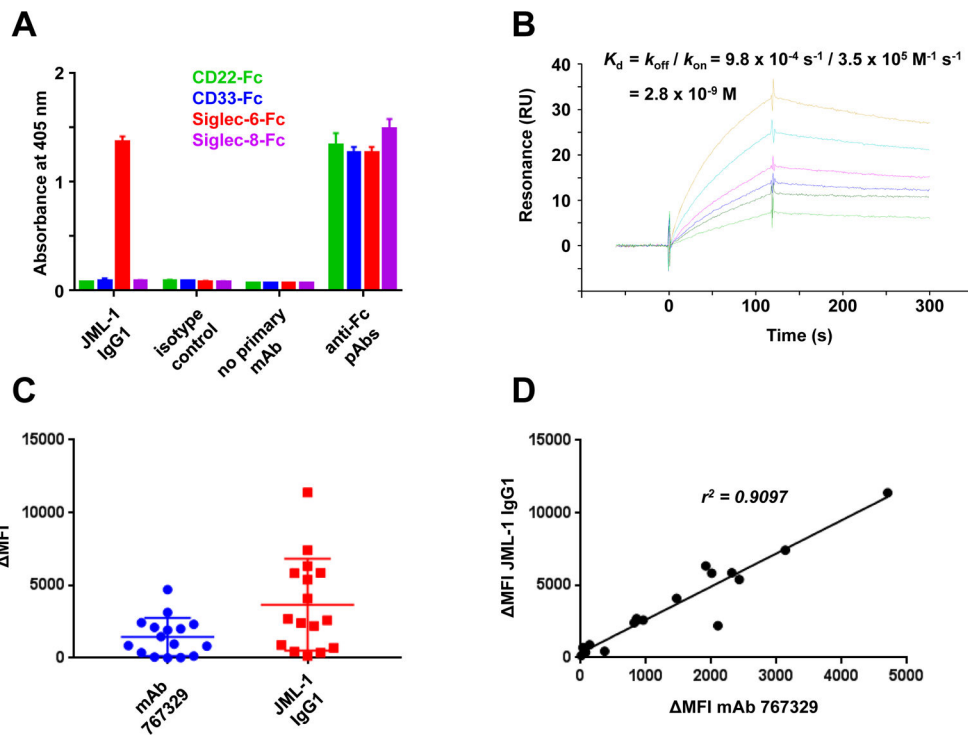 A
Absorbance at 405 nm
2
1
0
CD22-Fc
CD33-Fc
Siglec-6-Fc
Siglec-8-Fc
JML-1
IgG1
isotype
control
no primary
mAb
anti-Fc
pAbs
B
Kd = koff / kon = 9.8 x 10-4 s-1 / 3.5 x 105 M-1 s-1
= 2.8 x 10-9 M
Resonance (RU)
40
30
20
10
0
0
100
200
300
Time (s)
C
ΔMFI
15000
10000
5000
0
mAb
767329
JML-1
IgG1
D
ΔMFI JML-1 IgG1
15000
10000
5000
0
r2 = 0.9097
0
1000
2000
3000
4000
5000
ΔMFI mAb 767329